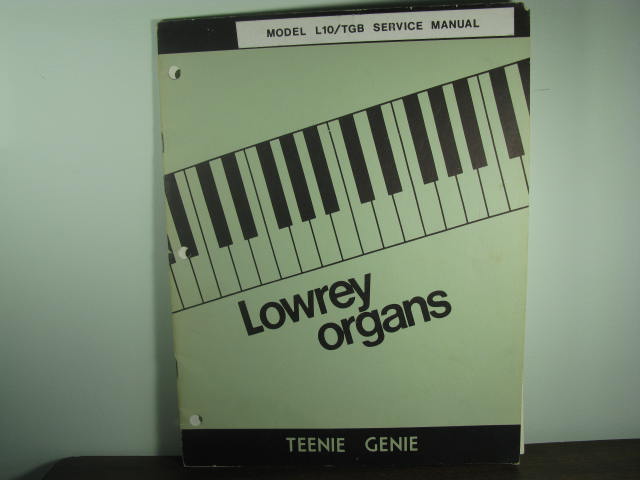 MODEL L10/TGB SERVICE MANUAL
Lowrey
organs
TEENIE GENIE